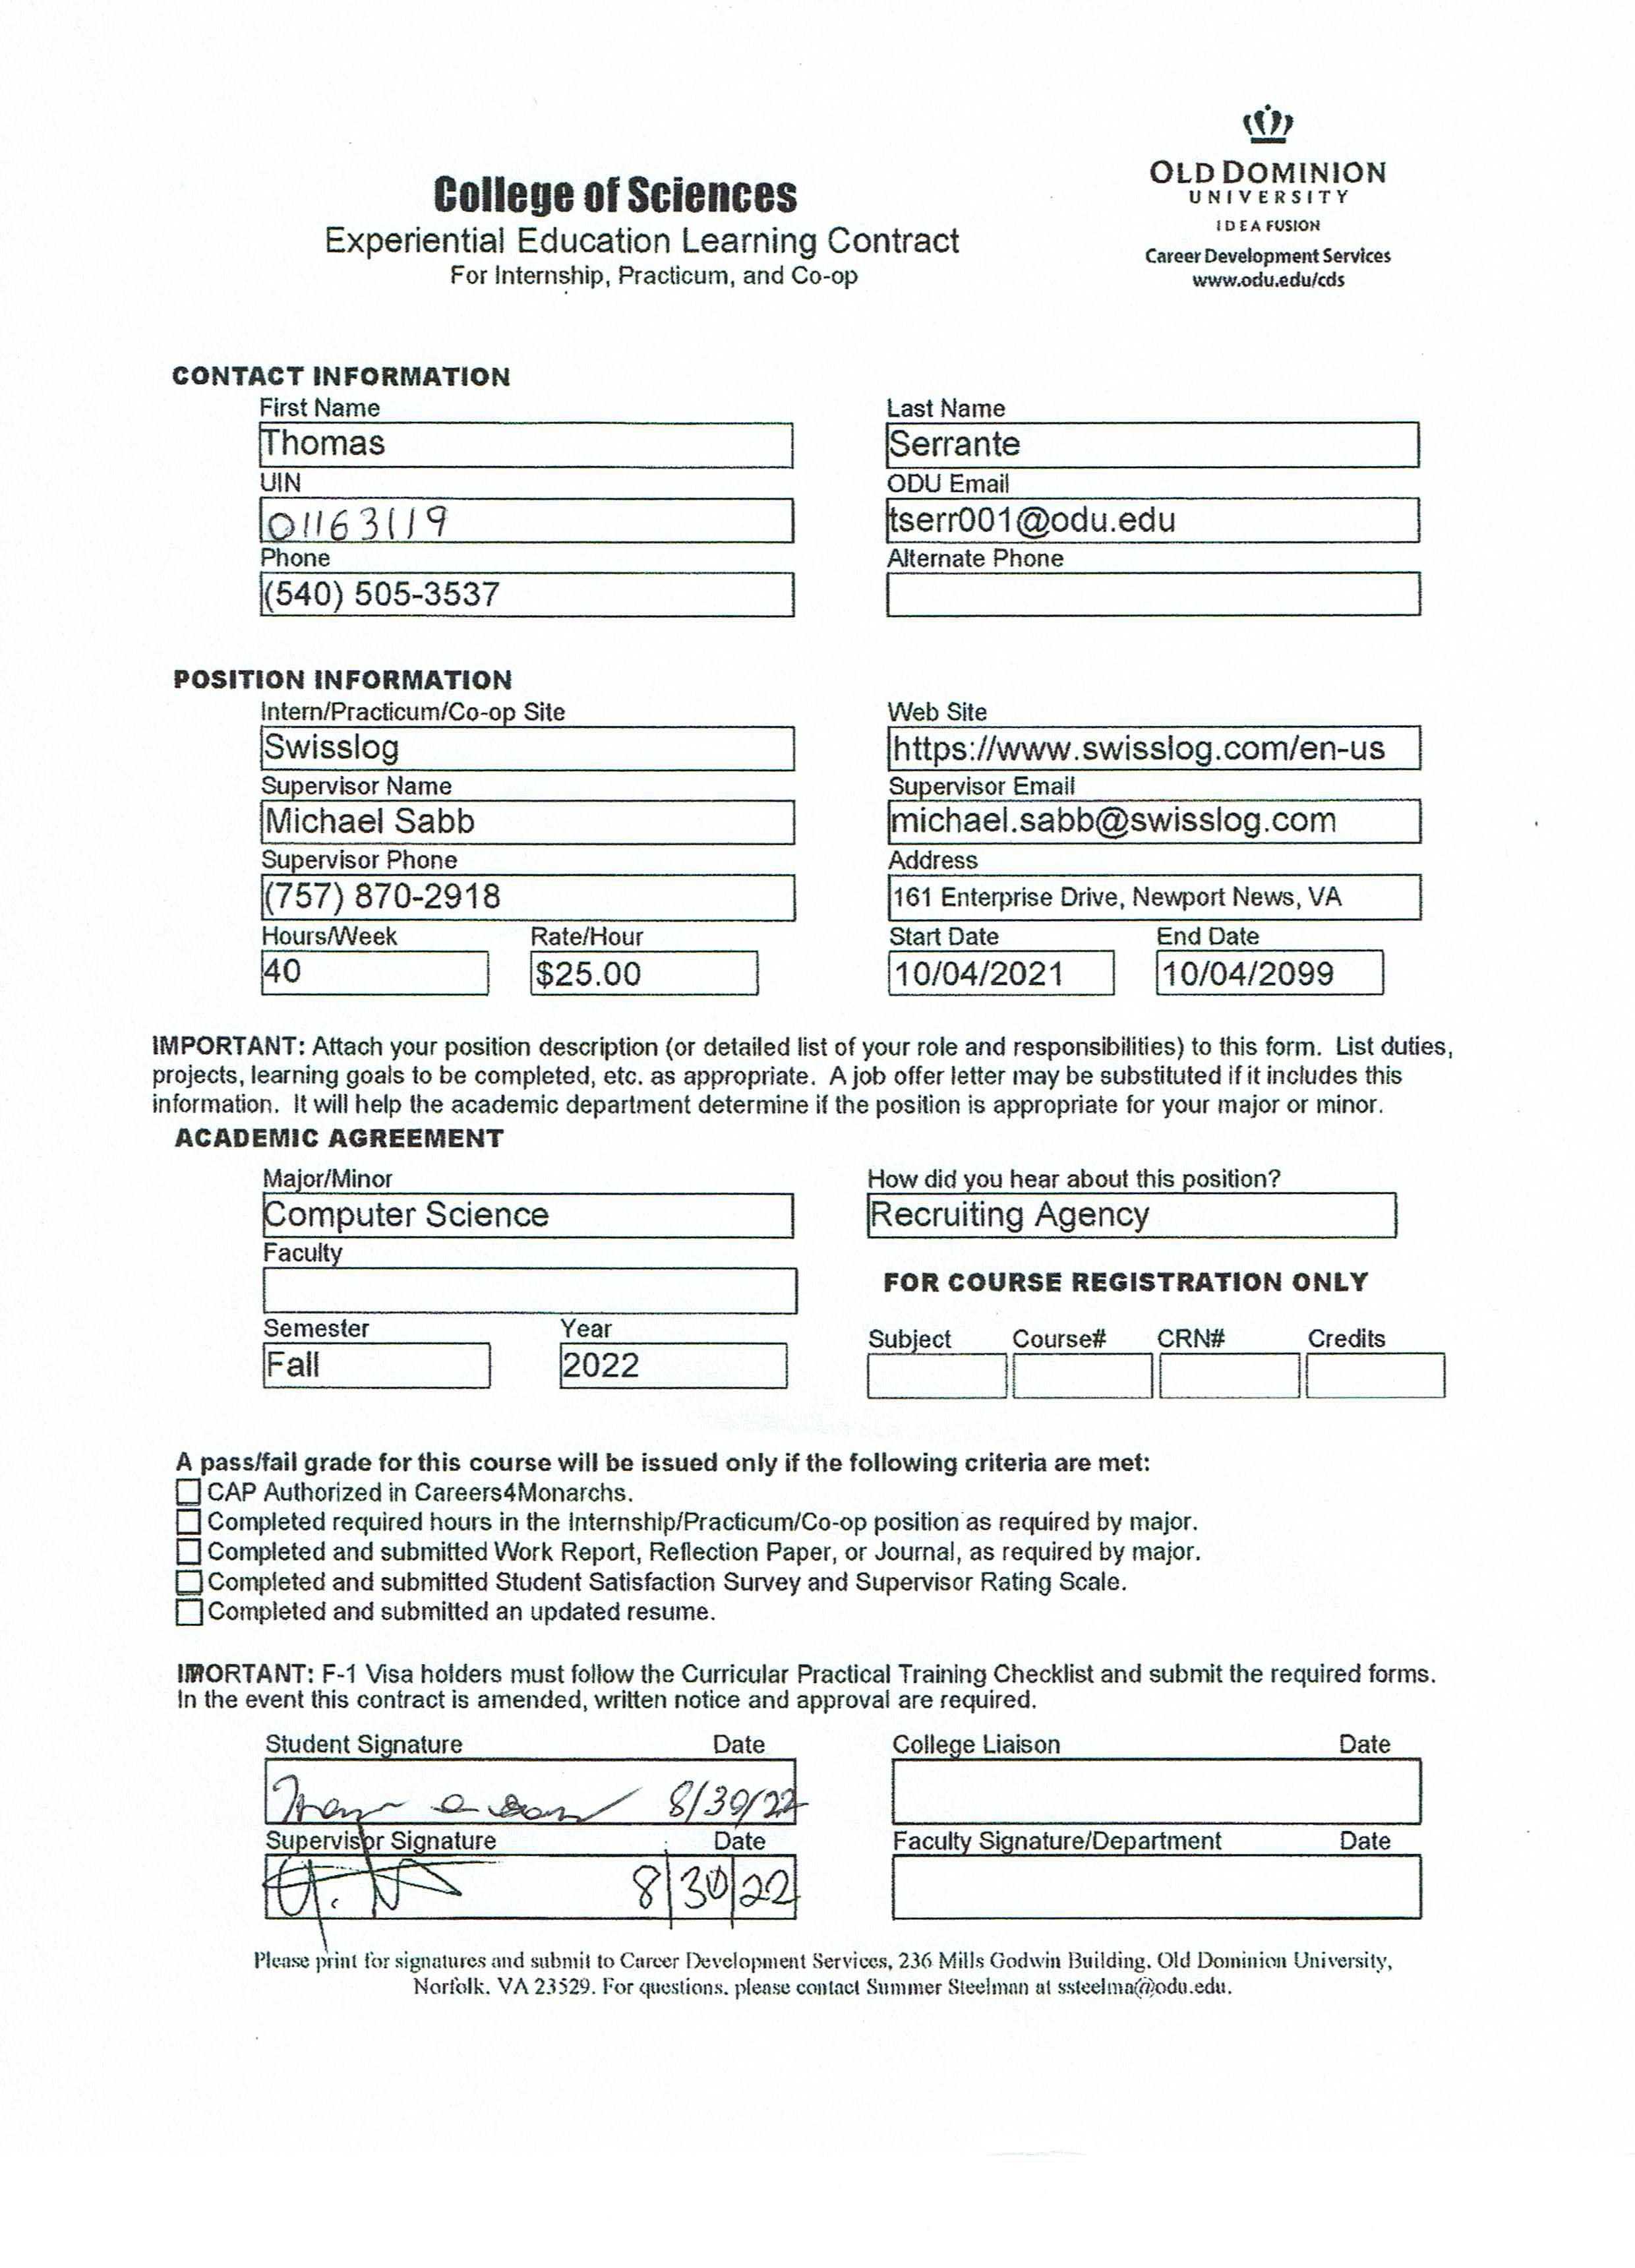 OLD DOMINION
UNIVERSITY
IDEA FUSION
Career Development Services
www.odu.edu/cds
College of Sciences
Experiential Education Learning Contract
For Internship, Practicum, and Co-op
CONTACT INFORMATION
First Name Last Name
Thomas Serrante
UIN ODU Email
01163119 tserr001@odu.edu
Phone Alternate Phone
(540) 505-3537
POSITION INFORMATION
Intern/Practicum/Co-op Site Web Site
Swisslog https://www.swisslog.com/en-us
Supervisor Name Supervisor Email
Michael Sabb michael.sabb@swisslog.com
Supervisor Phone Address
(757) 870-2918 161 Enterprise Drive, Newport News, VA
Hours/Week Rate/Hour Start Date End Date
40 $25.00 10/04/2021 10/04/2099
IMPORTANT: Attach your position description (or detailed list of your role and responsibilities) to this form. List duties,
projects, learning goals to be completed, etc. as appropriate. A job offer letter may be substituted if it includes this
information. It will help the academic department determine if the position is appropriate for your major or minor.
ACADEMIC AGREEMENT
Major/Minor How did you hear about this position?
Computer Science Recruiting Agency
Faculty
FOR COURSE REGISTRATION ONLY
Semester Year Subject Course# CRN# Credits
Fall 2022
A pass/fail grade for this course will be issued only if the following criteria are met:
CAP Authorized in Careers4Monarchs.
Completed required hours in the Internship/Practicum/Co-op position as required by major.
Completed and submitted Work Report, Reflection Paper, or Journal, as required by major.
Completed and submitted Student Satisfaction Survey and Supervisor Rating Scale.
Completed and submitted an updated resume.
IMPORTANT: F-1 Visa holders must follow the Curricular Practical Training Checklist and submit the required forms.
In the event this contract is amended, written notice and approval are required.
Student Signature Date College Liaison Date
8/30/22
Supervisor Signature Date Faculty Signature/Department Date
8/30/22
Please print for signatures and submit to Career Development Services, 236 Mills Godwin Building, Old Dominion University,
Norfolk, VA 23529. For questions, please contact Summer Steelman at ssteelma@odu.edu.